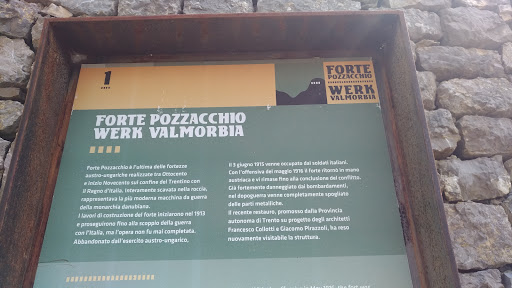 1
FORTE
POZZACCHIO
WERK
VALMORBIA
FORTE POZZACCHIO
WERK VALMORBIA
Forte Pozzacchio è l'ultima delle fortezze
austro-ungariche realizzate tra Ottocento
e inizio Novecento sul confine del Trentino con
il Regno d'Italia. Interamente scavata nella roccia,
rappresentava la più moderna macchina da guerra
della monarchia danubiana.
I lavori di costruzione del forte iniziarono nel 1913
e proseguirono fino allo scoppio della guerra
con l'Italia, ma l'opera non fu mai completata.
Abbandonato dall'esercito austro-ungarico,
il 3 giugno 1915 venne occupato dai soldati italiani.
Con l'offensiva del maggio 1916 il forte ritornò in mano
austriaca e vi rimase fino alla conclusione del conflitto.
Già fortemente danneggiato dai bombardamenti,
nel dopoguerra venne completamente spogliato
delle parti metalliche.
Il recente restauro, promosso dalla Provincia
autonoma di Trento su progetto degli architetti
Francesco Collotti e Giacomo Pirazzoli, ha reso
nuovamente visitabile la struttura.